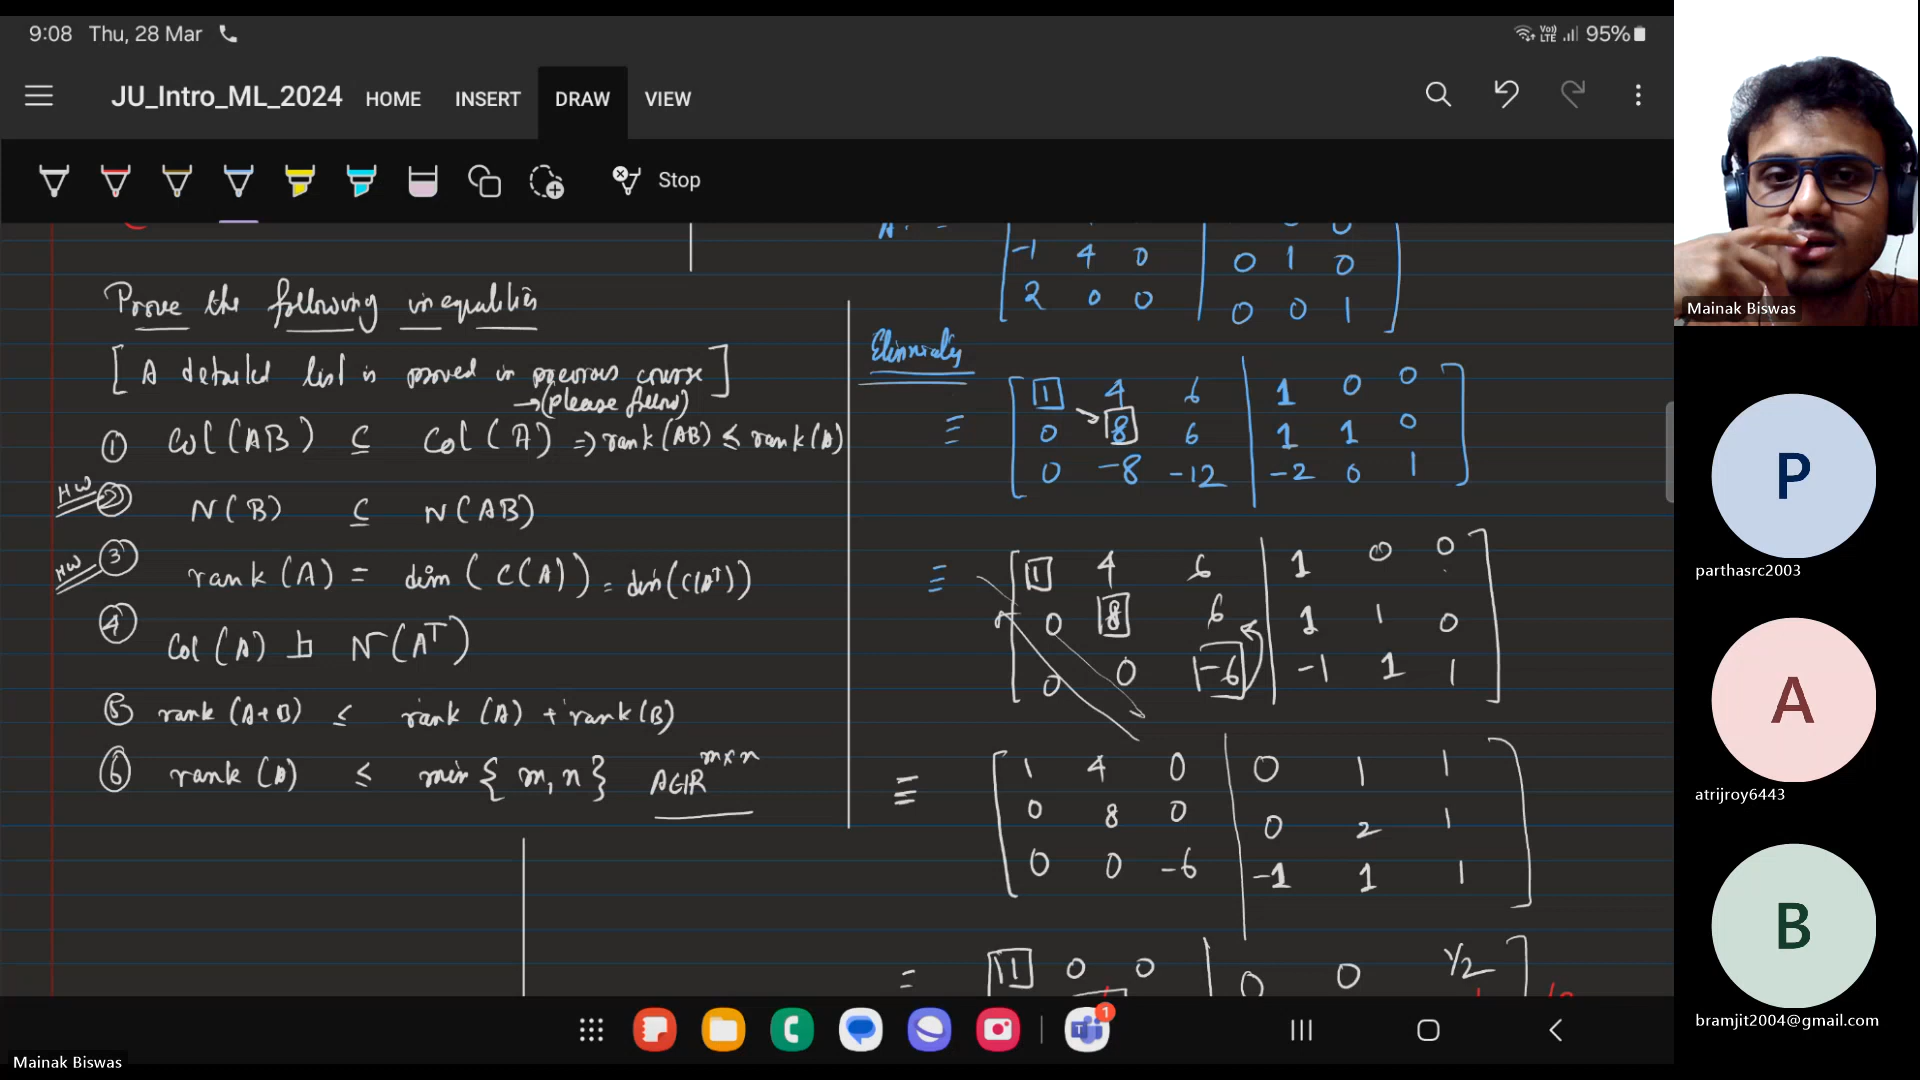 9:08 Thu, 28 Mar
Vo)) LTE 95%
JU_Intro_ML_2024 HOME INSERT DRAW VIEW
Stop
Prove the following inequalities
[A detailed list is proved in previous course]
→(please follow)
① Col(AB) ⊆ Col(A) ⇒ rank(AB) ≤ rank(A)
HW ② N(B) ⊆ N(AB)
HW ③ rank(A) = dim(C(A)) = dim(C(Aᵀ))
④ Col(A) ⊥ N(Aᵀ)
⑤ rank(A+B) ≤ rank(A) + rank(B)
⑥ rank(A) ≤ min{m, n} A∈ℝ^m×n
-1 4 0 | 0 1 0
2 0 0 | 0 0 1
≡ [1 4 6 | 1 0 0
0 8 6 | 1 1 0
0 -8 -12 | -2 0 1]
≡ [1 4 6 | 1 0 0
0 8 6 | 1 1 0
0 0 -6 | -1 1 1]
≡ [1 4 0 | 0 1 1
0 8 0 | 0 2 1
0 0 -6 | -1 1 1]
= [1 0 0 | 0 0 1/2]
1
Mainak Biswas
Mainak Biswas
P
parthasrc2003
A
atrijroy6443
B
bramjit2004@gmail.com